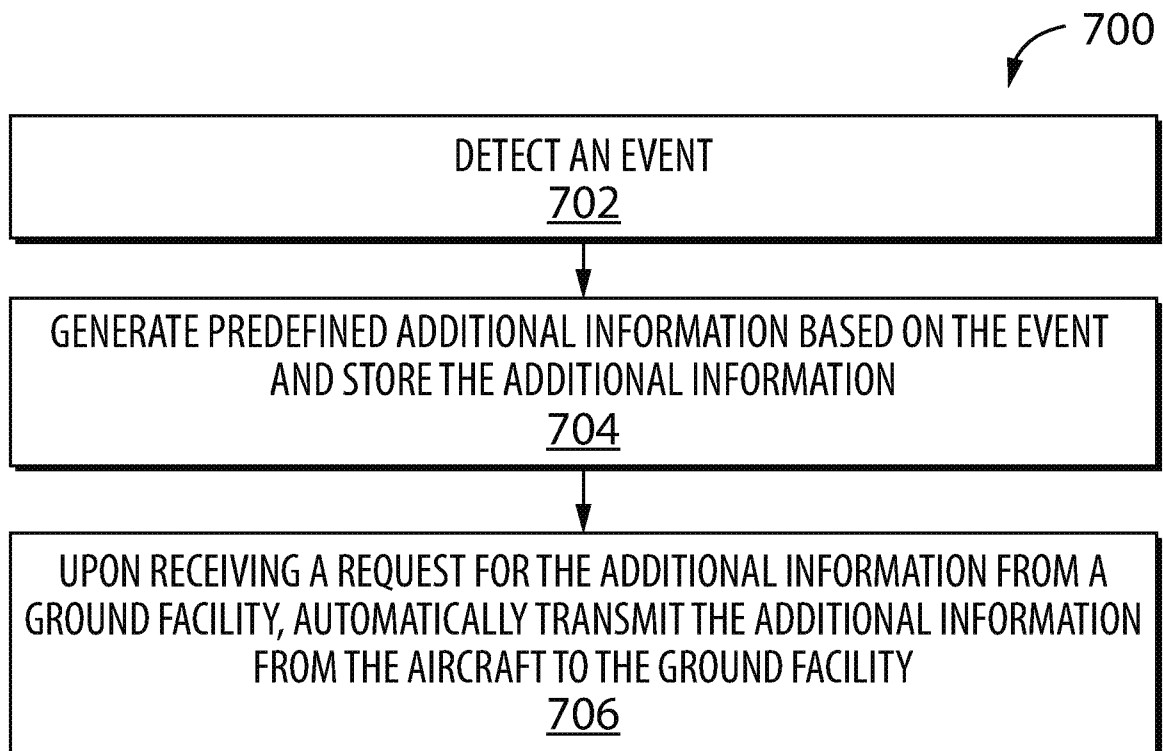 700
DETECT AN EVENT
702
GENERATE PREDEFINED ADDITIONAL INFORMATION BASED ON THE EVENT
AND STORE THE ADDITIONAL INFORMATION
704
UPON RECEIVING A REQUEST FOR THE ADDITIONAL INFORMATION FROM A
GROUND FACILITY, AUTOMATICALLY TRANSMIT THE ADDITIONAL INFORMATION
FROM THE AIRCRAFT TO THE GROUND FACILITY
706